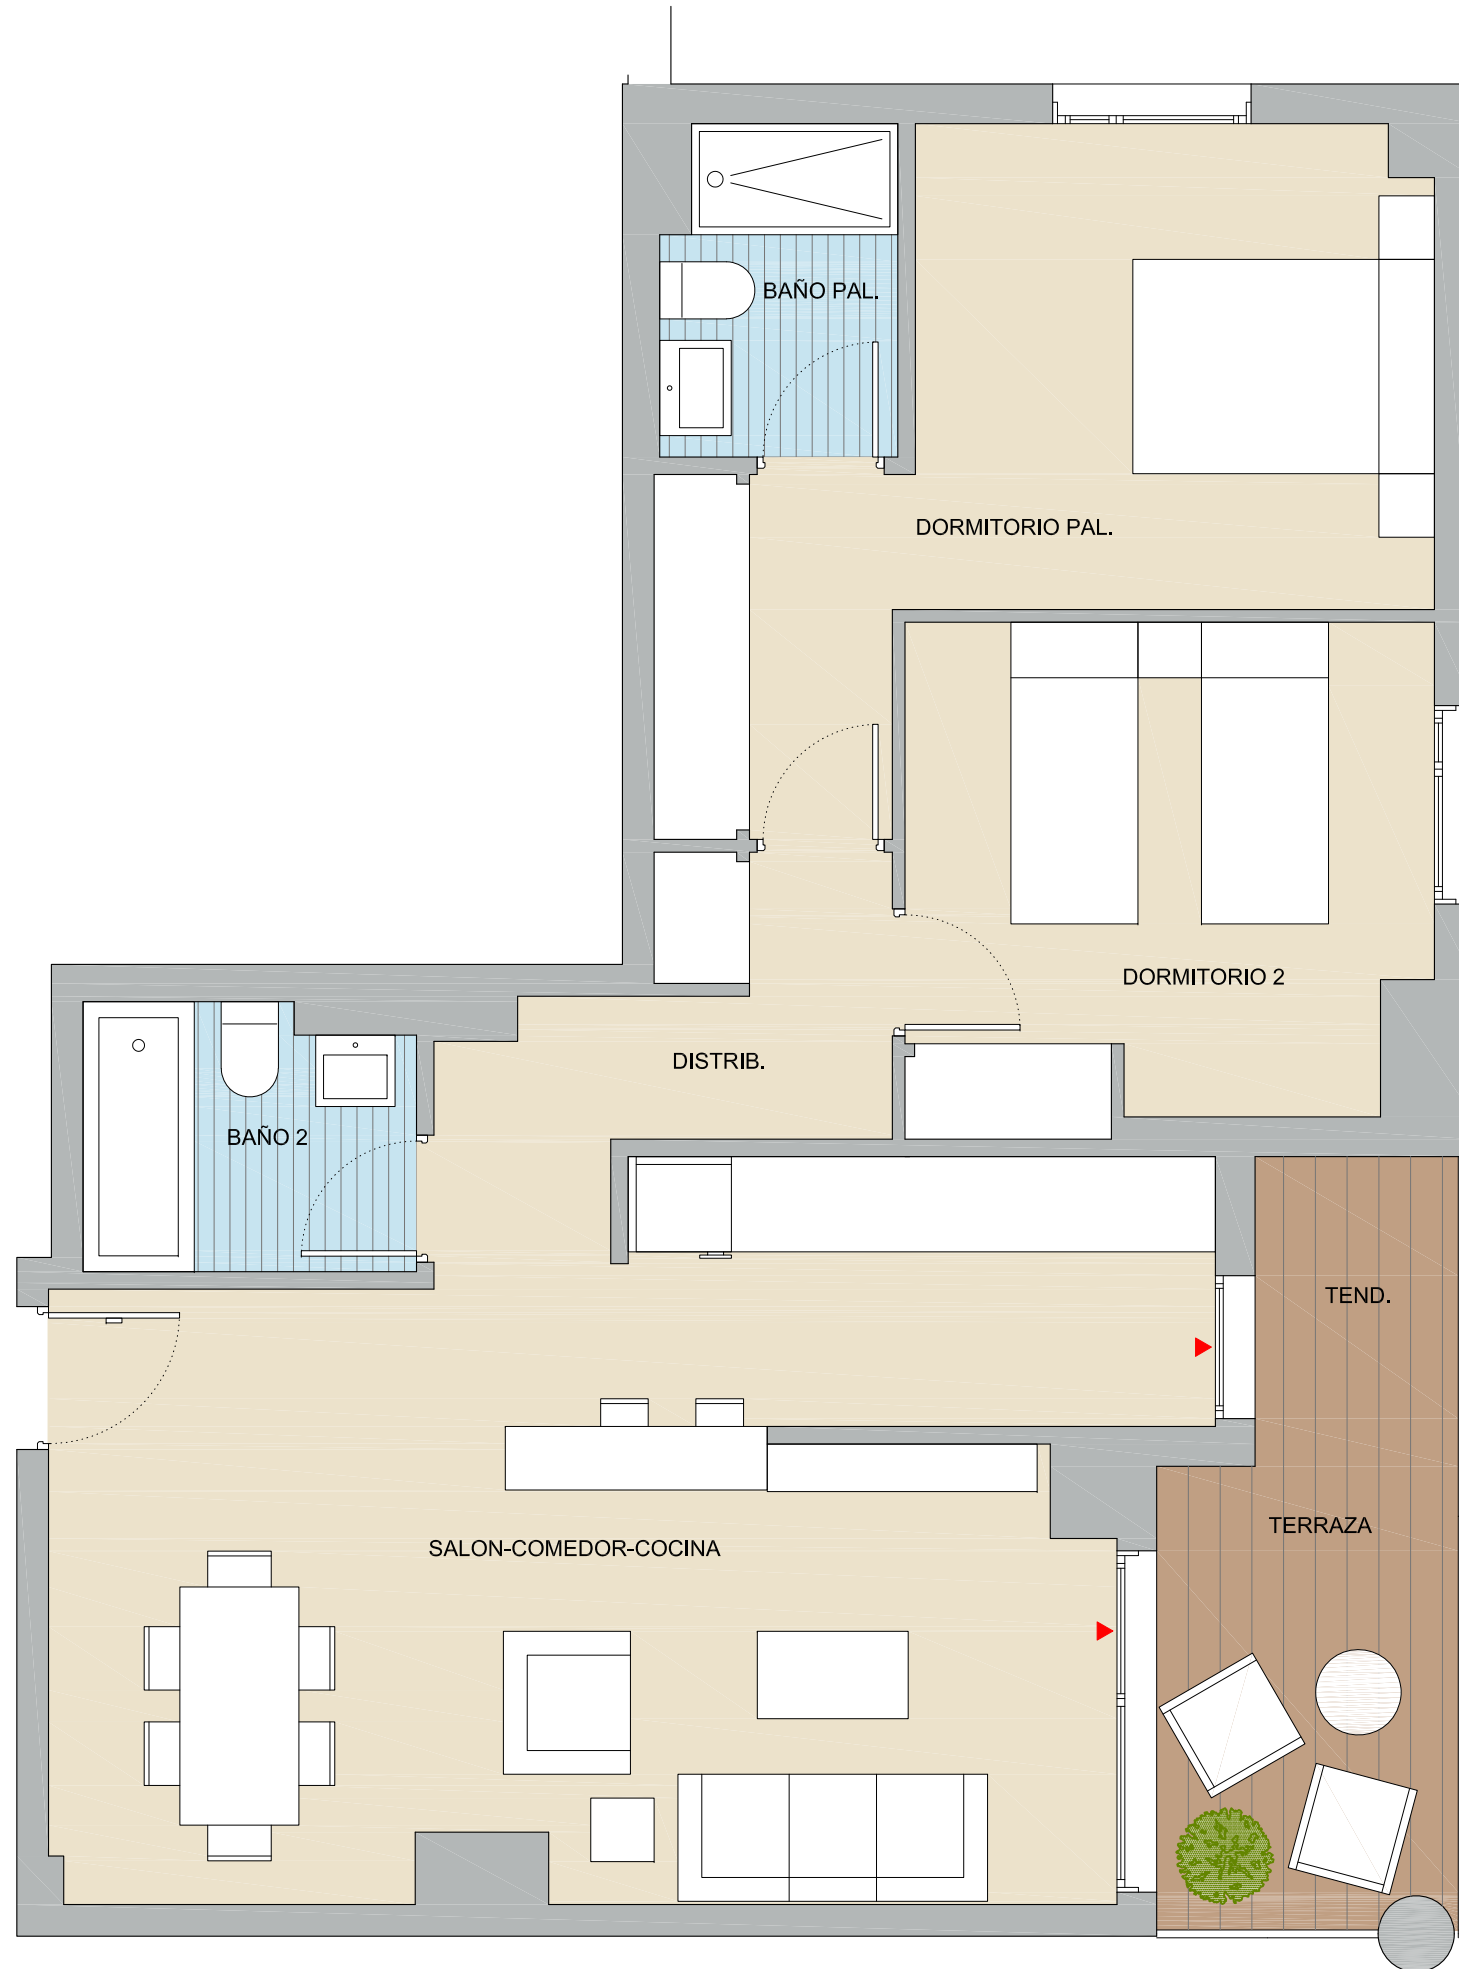 BAÑO PAL.
DORMITORIO PAL.
DORMITORIO 2
DISTRIB.
BAÑO 2
TEND.
TERRAZA
SALON-COMEDOR-COCINA